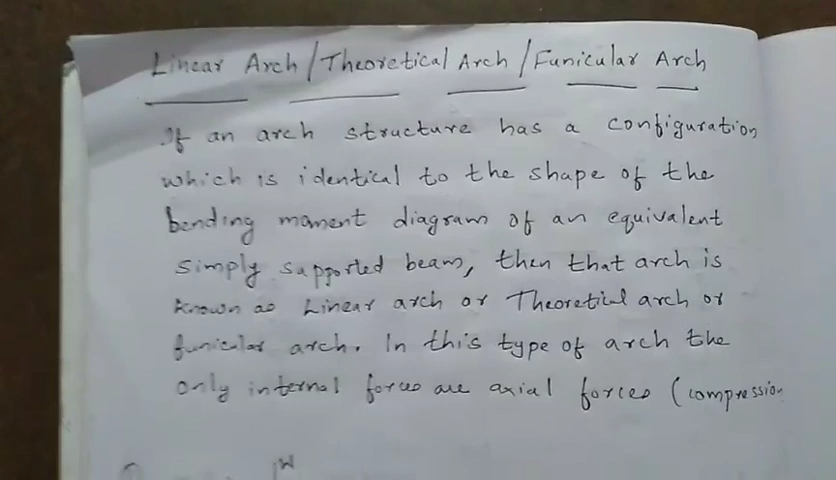 Linear Arch / Theoretical Arch / Funicular Arch
If an arch structure has a configuration
which is identical to the shape of the
bending moment diagram of an equivalent
simply supported beam, then that arch is
known as Linear arch or Theoretical arch or
funicular arch. In this type of arch the
only internal forces are axial forces (compression
W